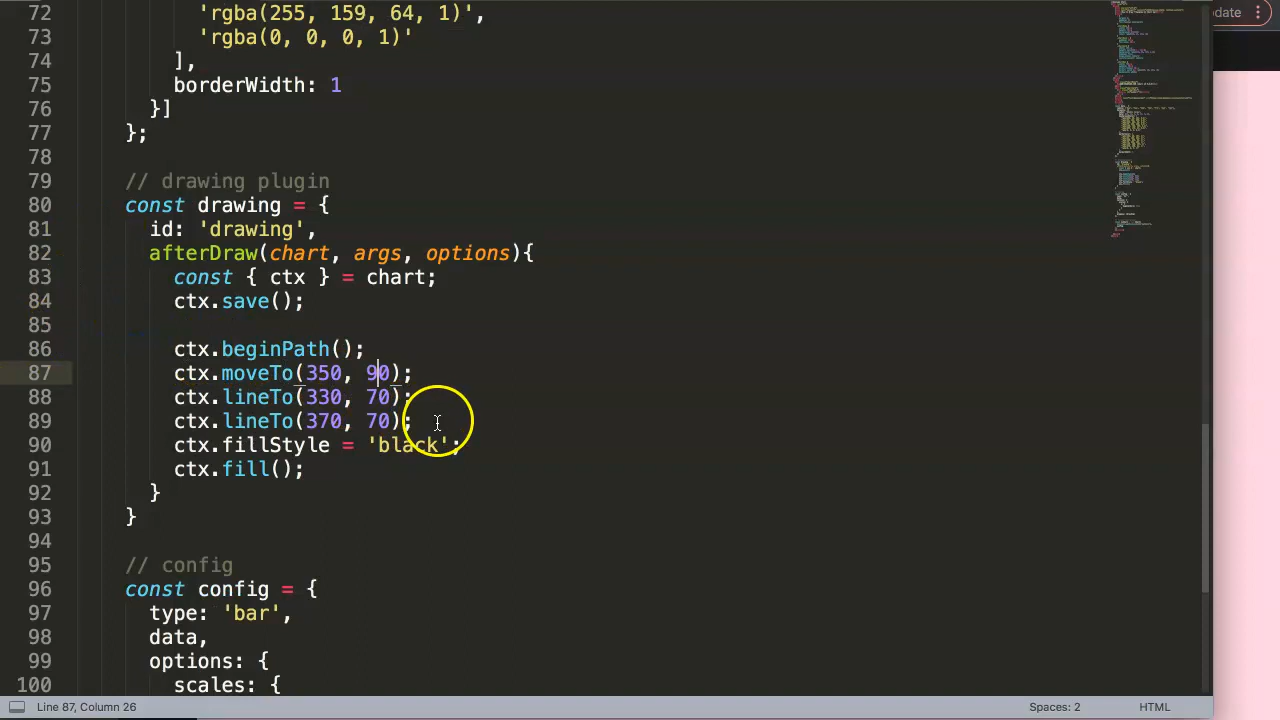 date
72 'rgba(255, 159, 64, 1)',
73 'rgba(0, 0, 0, 1)'
74 ],
75 borderWidth: 1
76 }]
77 };
78
79 // drawing plugin
80 const drawing = {
81 id: 'drawing',
82 afterDraw(chart, args, options){
83 const { ctx } = chart;
84 ctx.save();
85
86 ctx.beginPath();
87 ctx.moveTo(350, 90);
88 ctx.lineTo(330, 70);
89 ctx.lineTo(370, 70);
90 ctx.fillStyle = 'black';
91 ctx.fill();
92 }
93 }
94
95 // config
96 const config = {
97 type: 'bar',
98 data,
99 options: {
100 scales: {
Line 87, Column 26 Spaces: 2 HTML